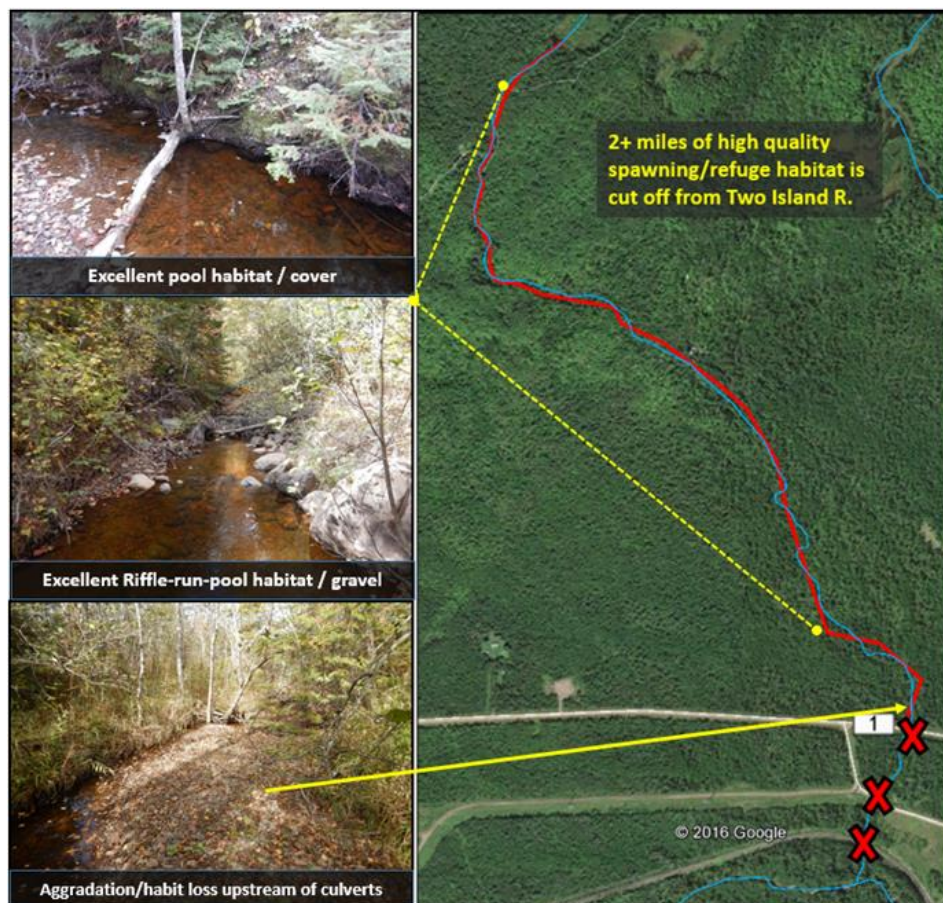 Excellent pool habitat / cover
Excellent Riffle-run-pool habitat / gravel
Aggradation/habit loss upstream of culverts
2+ miles of high quality
spawning/refuge habitat is
cut off from Two Island R.
1
© 2016 Google